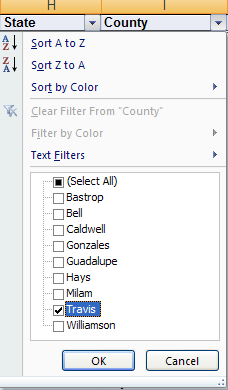 H I
State County
A Z Sort A to Z
Z A Sort Z to A
Sort by Color
Clear Filter From "County"
Filter by Color
Text Filters
(Select All)
Bastrop
Bell
Caldwell
Gonzales
Guadalupe
Hays
Milam
Travis
Williamson
OK Cancel